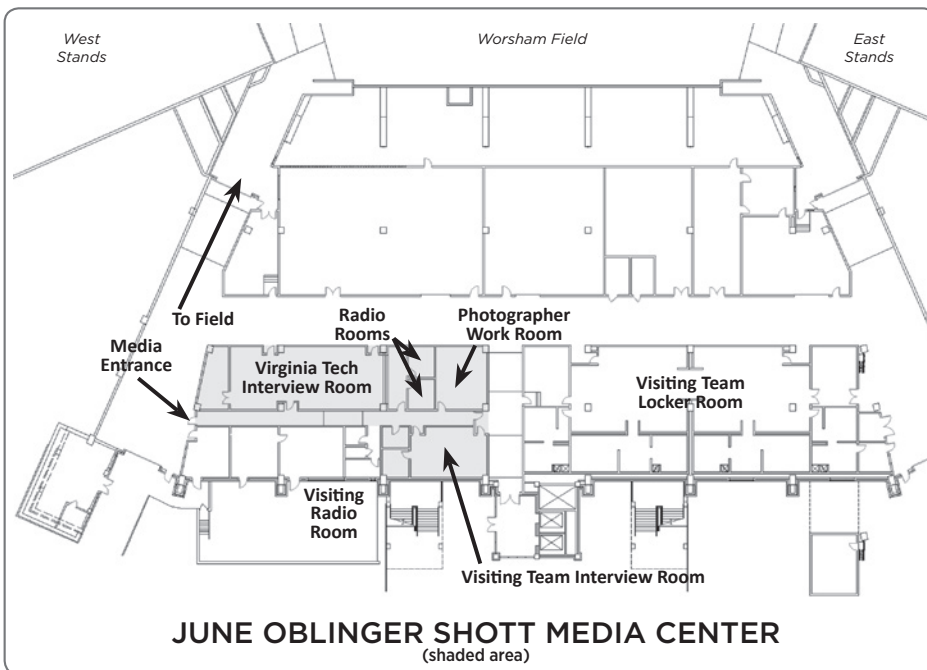 West
Stands
Worsham Field
East
Stands
To Field
Media
Entrance
Radio
Rooms
Photographer
Work Room
Virginia Tech
Interview Room
Visiting Team
Locker Room
Visiting
Radio
Room
Visiting Team Interview Room
JUNE OBLINGER SHOTT MEDIA CENTER
(shaded area)